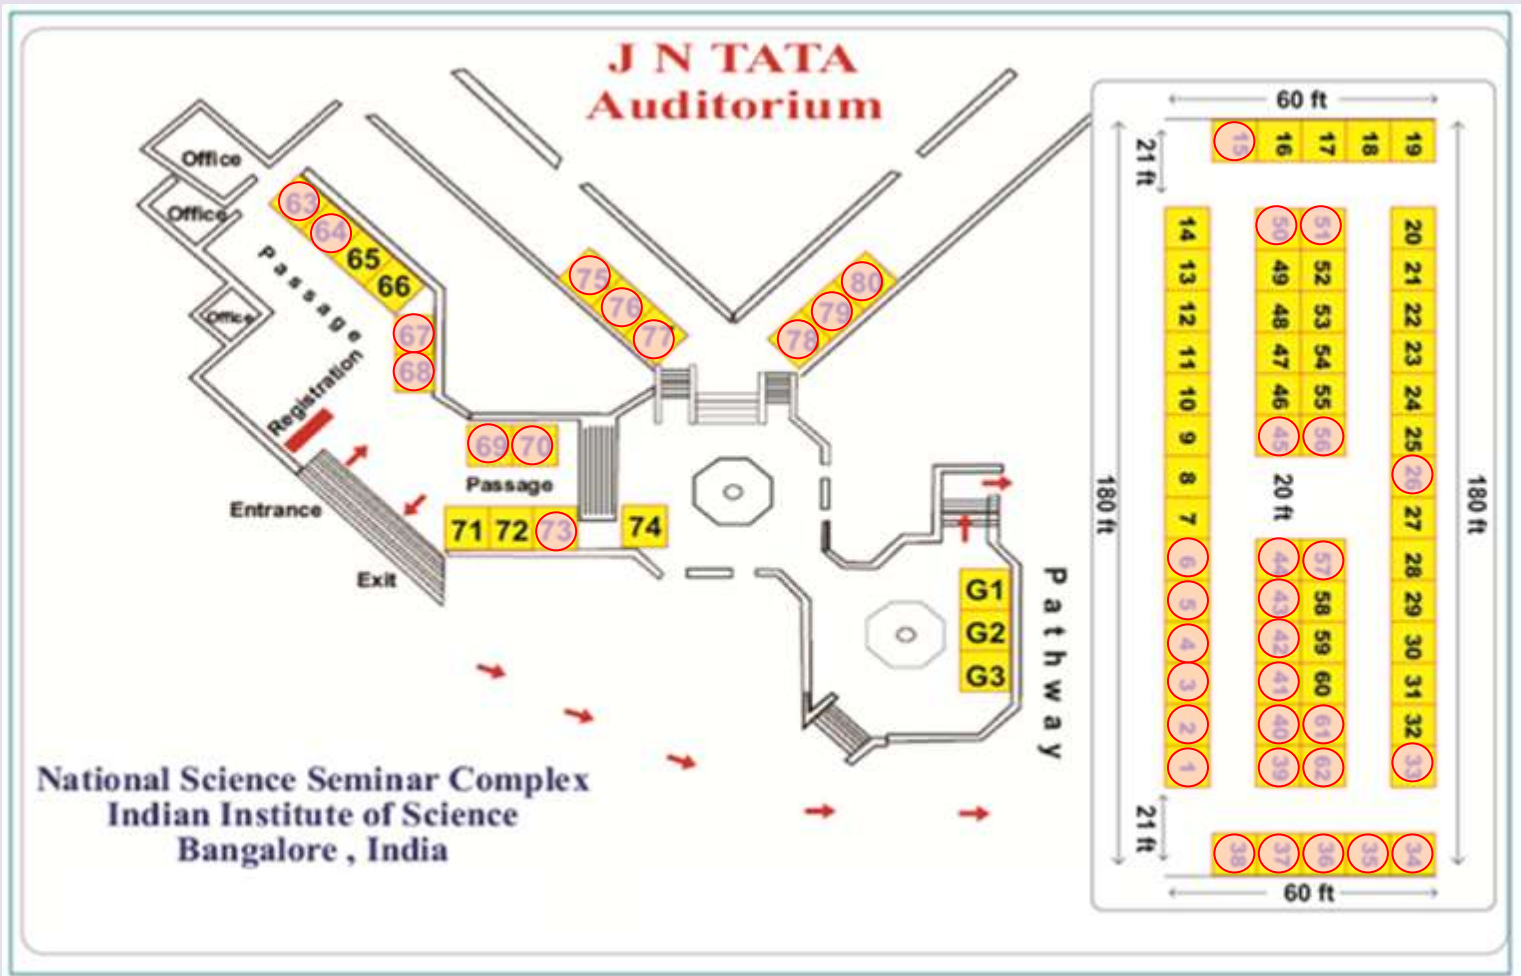 J N TATA
Auditorium
Office
Office
Office
Passage
Registration
Entrance
Exit
Passage
63
64
65
66
67
68
69 70
71 72 73
74
75
76
77
78
79
80
G1
G2
G3
Pathway
National Science Seminar Complex
Indian Institute of Science
Bangalore , India
60 ft
21 ft
15 16 17 18 19
14 50 51 20
13 49 52 21
12 48 53 22
11 47 54 23
10 46 55 24
9 45 56 25
8 26
180 ft
20 ft
180 ft
7 27
6 44 57 28
5 43 58 29
4 42 59 30
3 41 60 31
2 40 61 32
1 39 62 33
21 ft
38 37 36 35 34
60 ft